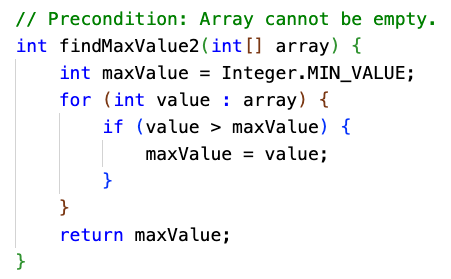 // Precondition: Array cannot be empty.
int findMaxValue2(int[] array) {
    int maxValue = Integer.MIN_VALUE;
    for (int value : array) {
        if (value > maxValue) {
            maxValue = value;
        }
    }
    return maxValue;
}